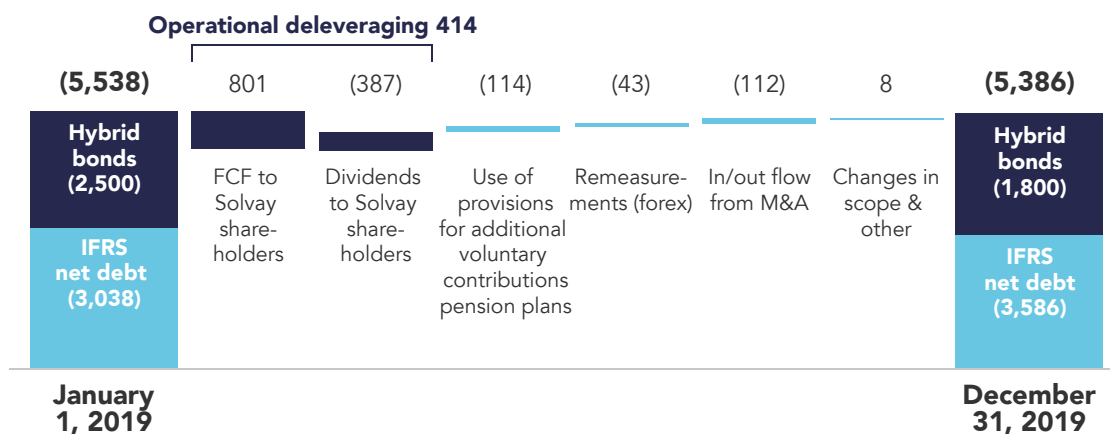 Operational deleveraging 414
(5,538)
801
(387)
(114)
(43)
(112)
8
(5,386)
Hybrid
bonds
(2,500)
IFRS
net debt
(3,038)
FCF to
Solvay
share-
holders
Dividends
to Solvay
share-
holders
Use of
provisions
for additional
voluntary
contributions
pension plans
Remeasure-
ments (forex)
In/out flow
from M&A
Changes in
scope &
other
Hybrid
bonds
(1,800)
IFRS
net debt
(3,586)
January
1, 2019
December
31, 2019